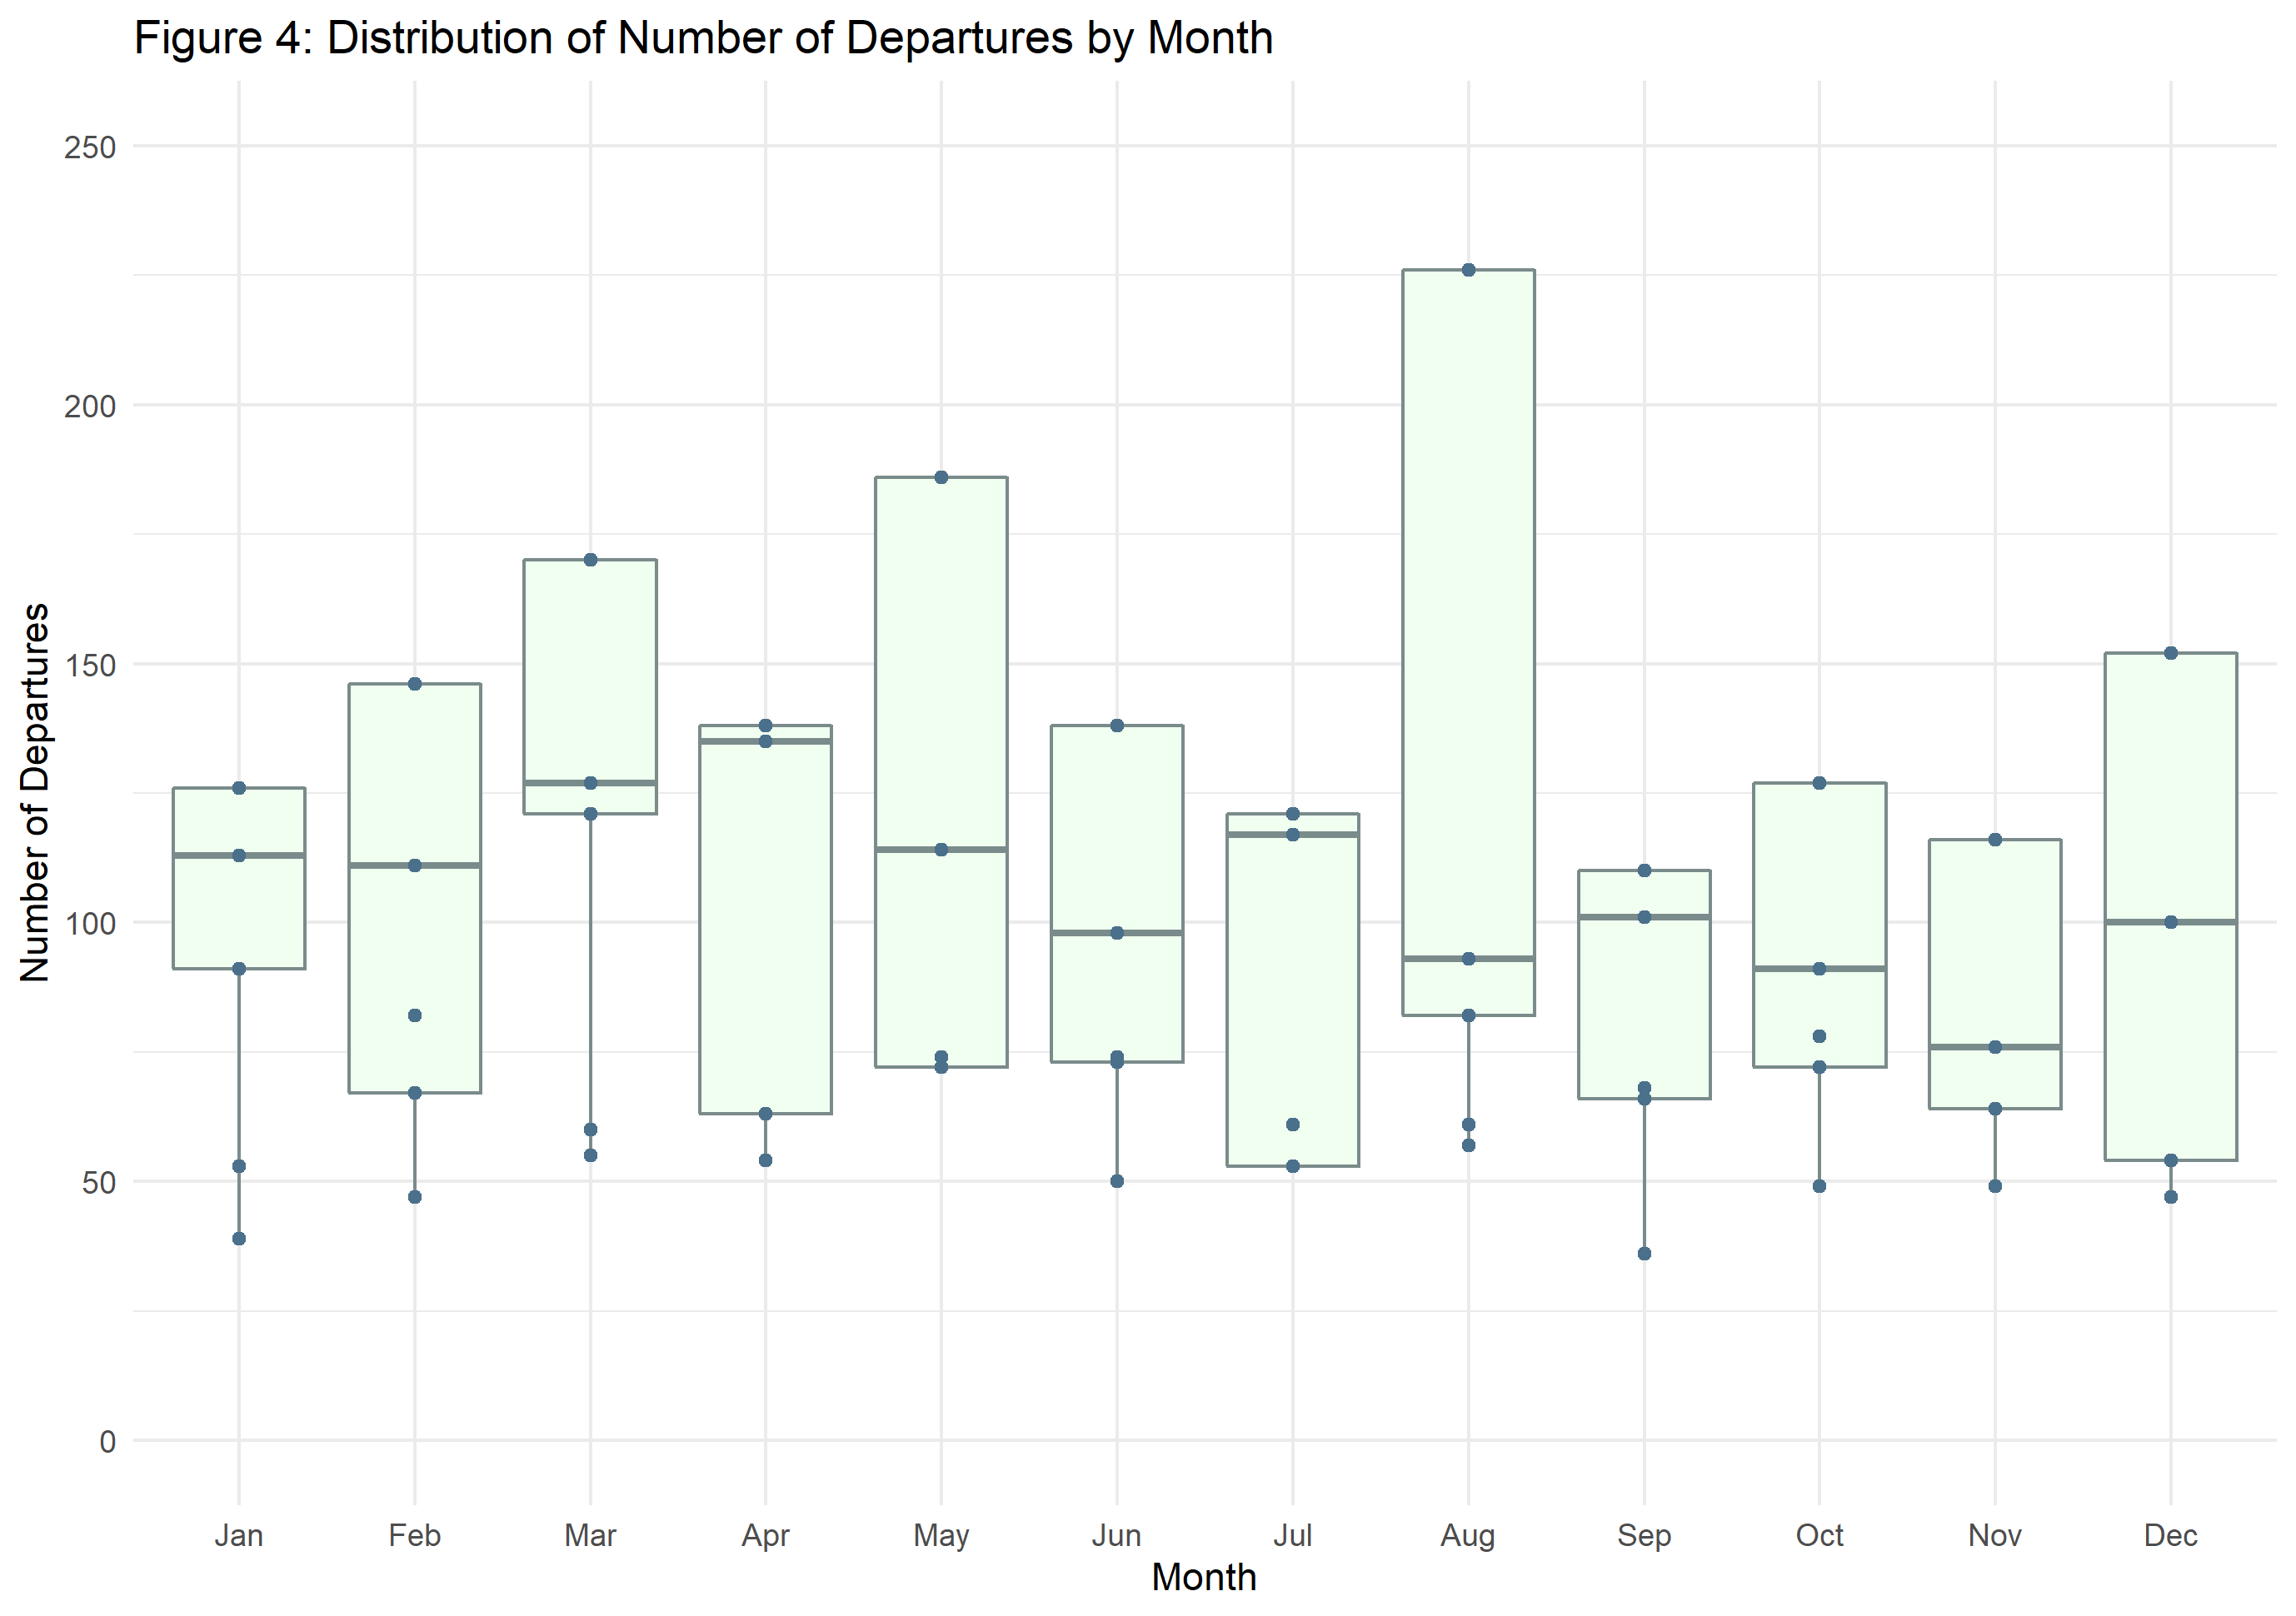 Figure 4: Distribution of Number of Departures by Month
Number of Departures
250
200
150
100
50
0
Jan Feb Mar Apr May Jun Jul Aug Sep Oct Nov Dec
Month